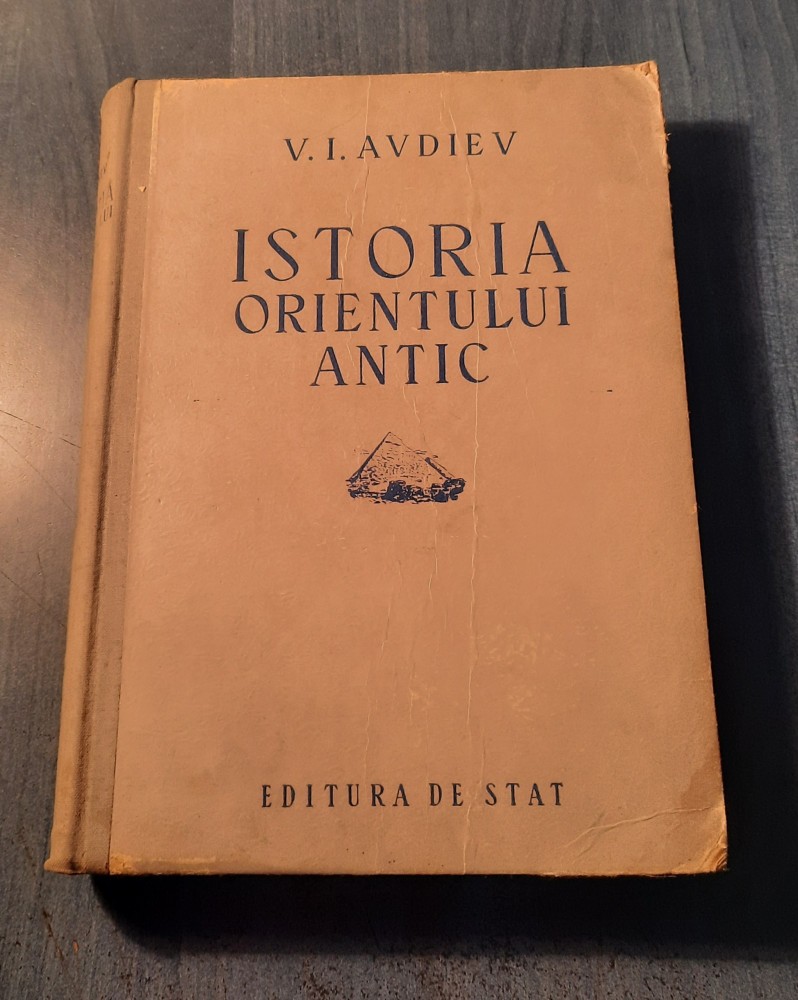 V. I. AVDIEV
ISTORIA
ORIENTULUI
ANTIC
EDITURA DE STAT